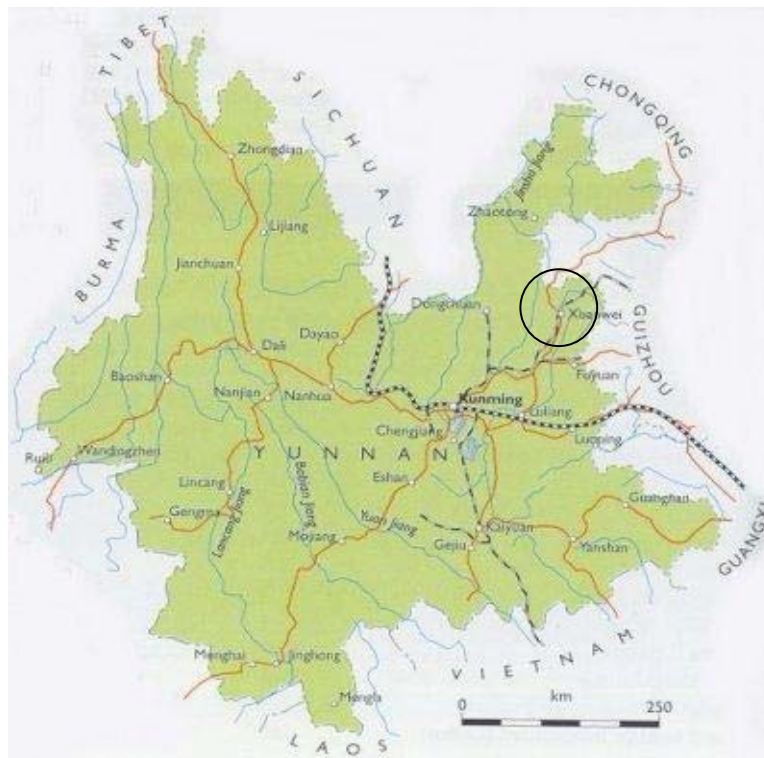 TIBET
SICHUAN
CHONGQING
Zhongdian
Jinsha Jiang
Zhaotong
Lijiang
BURMA
Jianchuan
Dongchuan
Xuanwei
GUIZHOU
Dayao
Dali
Baoshan
Fuyuan
Nanjian
Nanhua
Kunming
Luliang
Chengjiang
Luoping
YUNNAN
Ruili
Wandingzhen
Eshan
Lincang
Babian Jiang
Guangnan
Gengma
Lancang Jiang
Yuan Jiang
Kaiyuan
Mojiang
Gejiu
Yanshan
GUANGXI
Menghai
Jinghong
VIETNAM
km
Mengla
0
250
LAOS